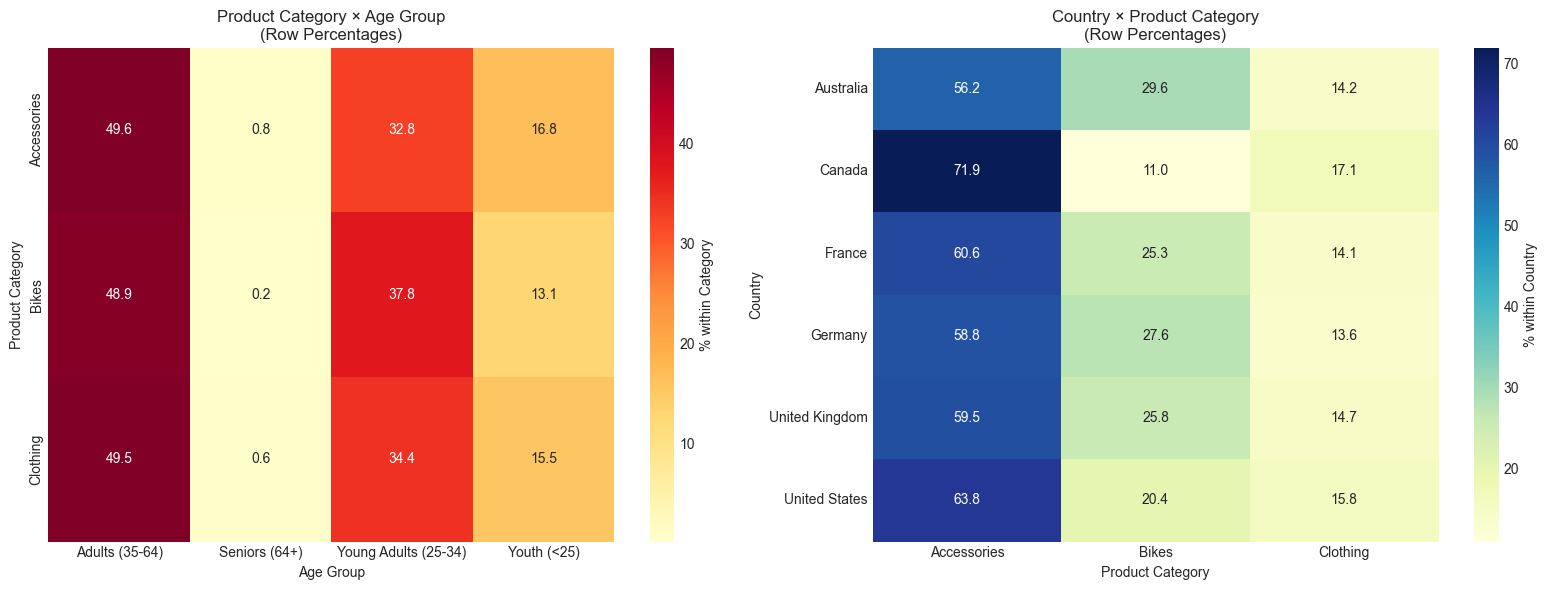 Product Category × Age Group
(Row Percentages)
Accessories
49.6
0.8
32.8
16.8
Bikes
48.9
0.2
37.8
13.1
Clothing
49.5
0.6
34.4
15.5
Product Category
Adults (35-64)
Seniors (64+)
Young Adults (25-34)
Youth (<25)
Age Group
40
30
20
10
% within Category
Country × Product Category
(Row Percentages)
Australia
56.2
29.6
14.2
Canada
71.9
11.0
17.1
France
60.6
25.3
14.1
Germany
58.8
27.6
13.6
United Kingdom
59.5
25.8
14.7
United States
63.8
20.4
15.8
Country
Accessories
Bikes
Clothing
Product Category
70
60
50
40
30
20
% within Country